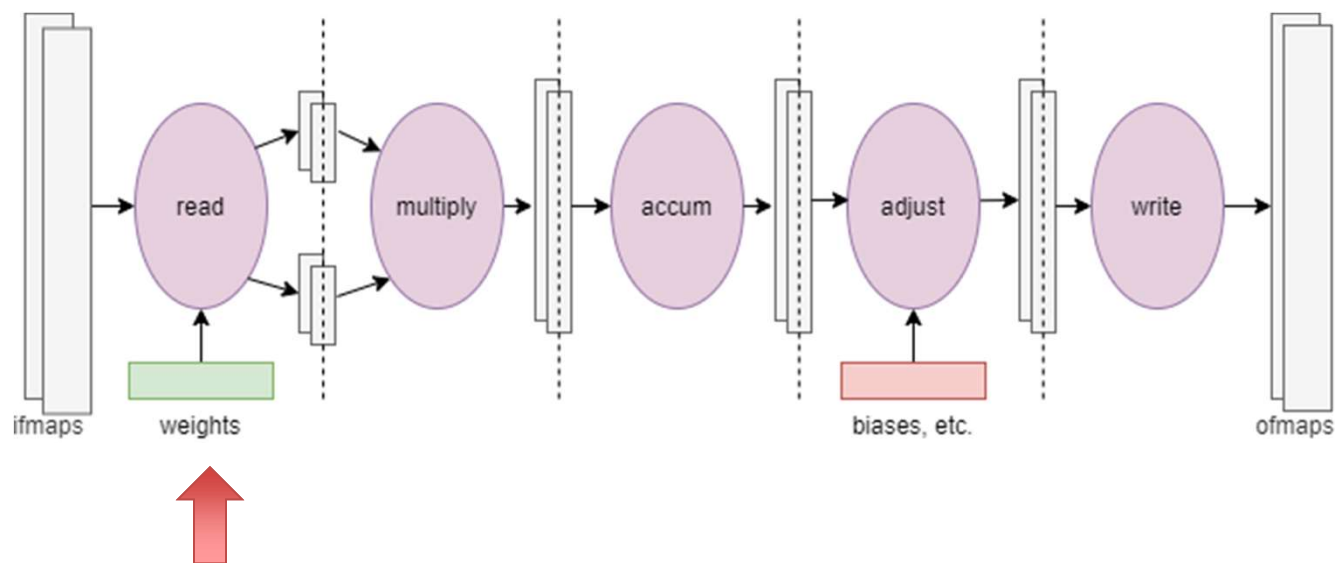 read
multiply
accum
adjust
write
ifmaps
weights
biases, etc.
ofmaps